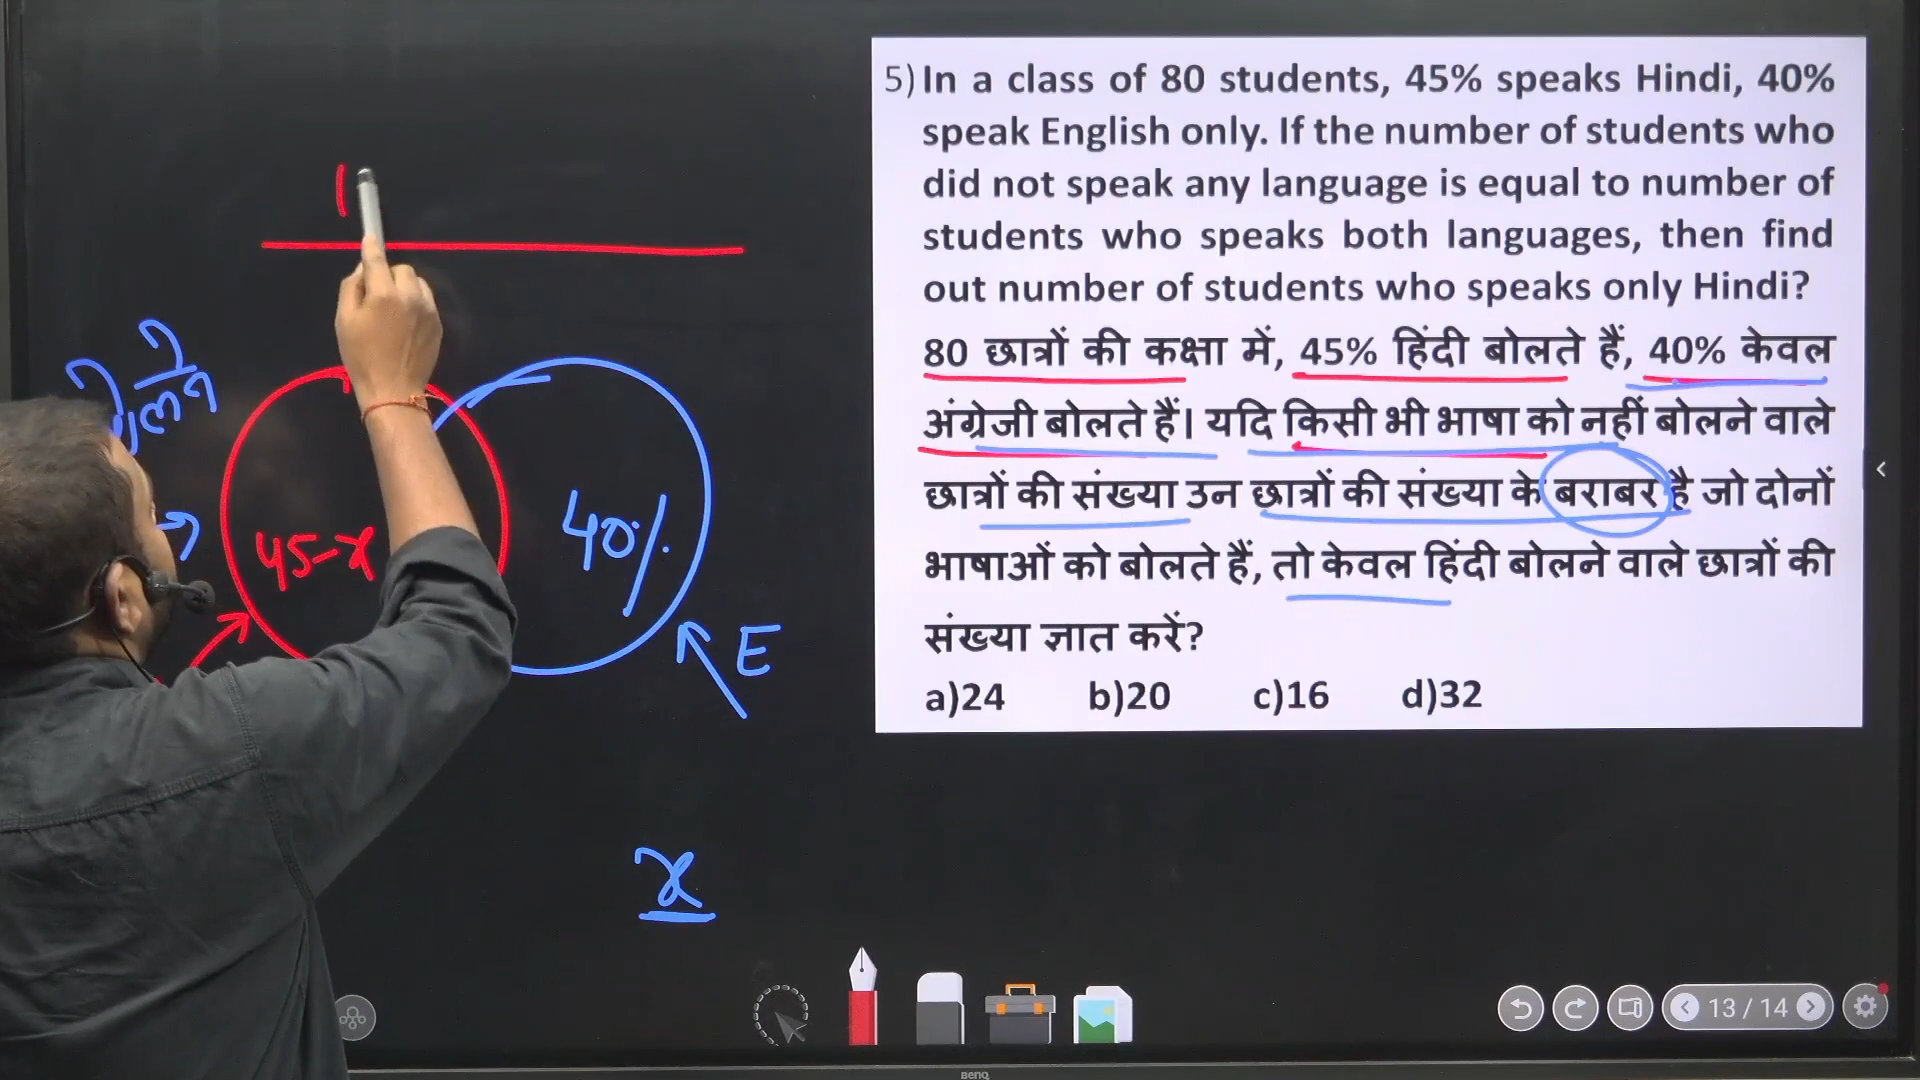 5) In a class of 80 students, 45% speaks Hindi, 40%
speak English only. If the number of students who
did not speak any language is equal to number of
students who speaks both languages, then find
out number of students who speaks only Hindi?
80 छात्रों की कक्षा में, 45% हिंदी बोलते हैं, 40% केवल
अंग्रेजी बोलते हैं। यदि किसी भी भाषा को नहीं बोलने वाले
छात्रों की संख्या उन छात्रों की संख्या के बराबर है जो दोनों
भाषाओं को बोलते हैं, तो केवल हिंदी बोलने वाले छात्रों की
संख्या ज्ञात करें?
a)24 b)20 c)16 d)32
1
45-x
40%
E
x
13 / 14
BenQ